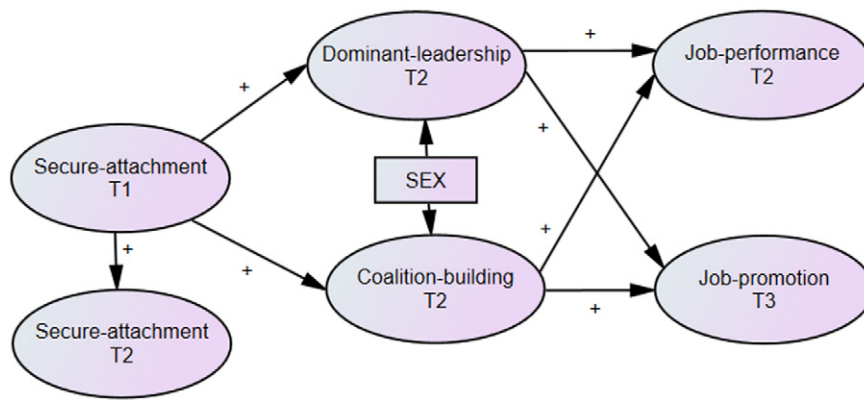 Dominant-leadership
T2
+
Job-performance
T2
+
+
Secure-attachment
T1
SEX
+
+
+
Coalition-building
T2
+
Job-promotion
T3
Secure-attachment
T2